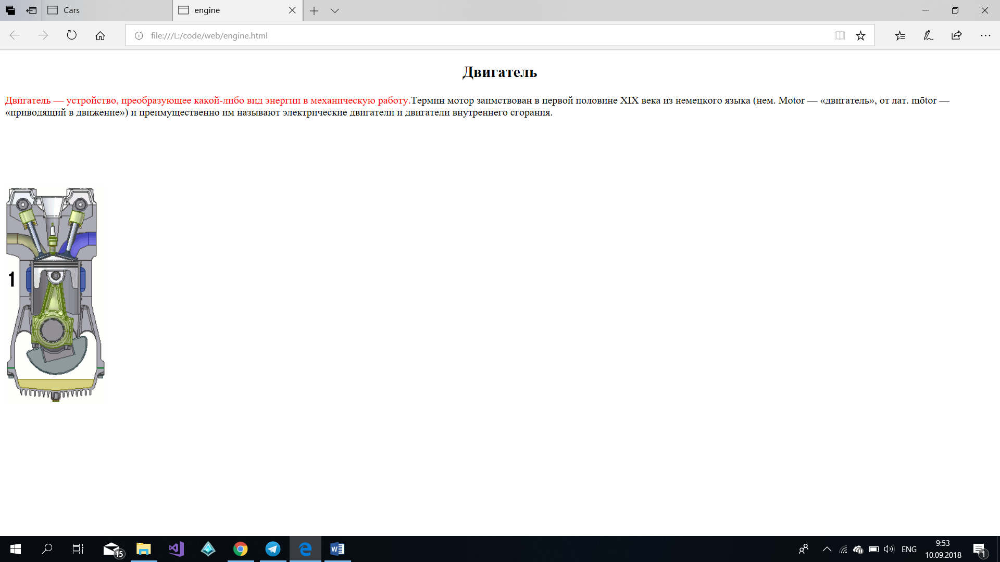 Cars
engine
file:///L:/code/web/engine.html
Двигатель
Дви́гатель — устройство, преобразующее какой-либо вид энергии в механическую работу.Термин мотор заимствован в первой половине XIX века из немецкого языка (нем. Motor — «двигатель», от лат. mōtor —
«приводящий в движение») и преимущественно им называют электрические двигатели и двигатели внутреннего сгорания.
1
15
W
ENG
9:53
10.09.2018
1